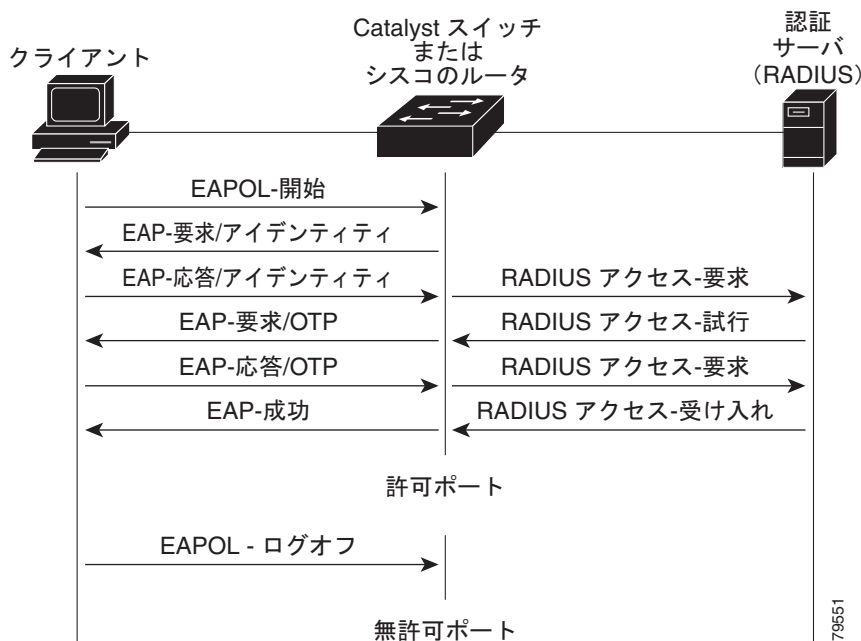 クライアント
Catalyst スイッチ
または
シスコのルータ
認証
サーバ
(RADIUS)
EAPOL-開始
EAP-要求/アイデンティティ
EAP-応答/アイデンティティ
RADIUS アクセス-要求
EAP-要求/OTP
RADIUS アクセス-試行
EAP-応答/OTP
RADIUS アクセス-要求
EAP-成功
RADIUS アクセス-受け入れ
許可ポート
EAPOL - ログオフ
無許可ポート
79551